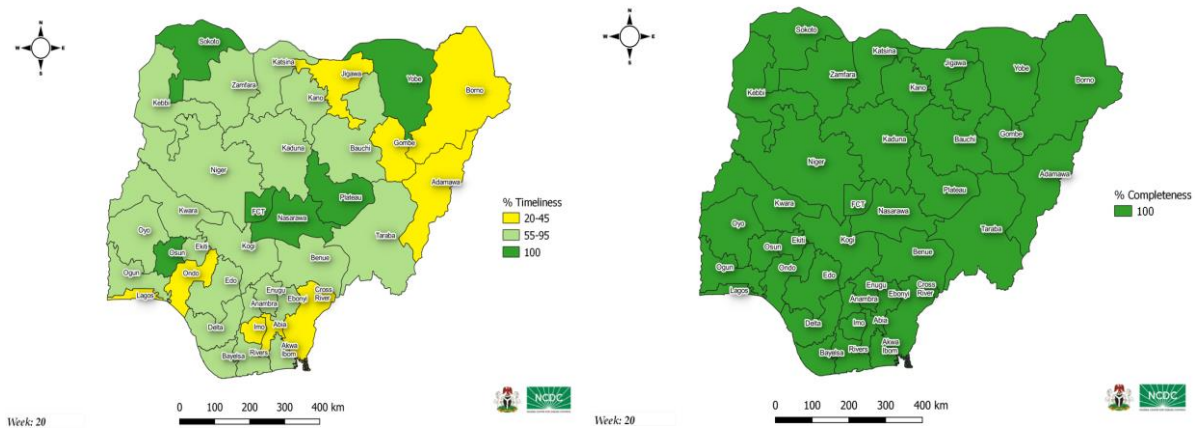 N
W E
S
Sokoto
Katsina
Jigawa
Yobe
Borno
Zamfara
Kebbi
Kano
Gombe
Kaduna
Bauchi
Niger
Adamawa
Plateau
FCT
Nasarawa
Kwara
Taraba
Oyo
Kogi
Osun
Ekiti
Benue
Ogun
Ondo
Edo
Lagos
Enugu
Cross
River
Anambra
Ebonyi
Delta
Imo
Abia
Bayelsa
Rivers
Akwa
Ibom
% Timeliness
20-45
55-95
100
Week: 20
0 100 200 300 400 km
NCDC
N
W E
S
Sokoto
Katsina
Jigawa
Yobe
Borno
Zamfara
Kebbi
Kano
Gombe
Kaduna
Bauchi
Niger
Adamawa
Plateau
FCT
Nasarawa
Kwara
Taraba
Oyo
Kogi
Osun
Ekiti
Benue
Ogun
Ondo
Edo
Lagos
Enugu
Cross
River
Anambra
Ebonyi
Delta
Imo
Abia
Bayelsa
Rivers
Akwa
Ibom
% Completeness
100
Week: 20
0 100 200 300 400 km
NCDC